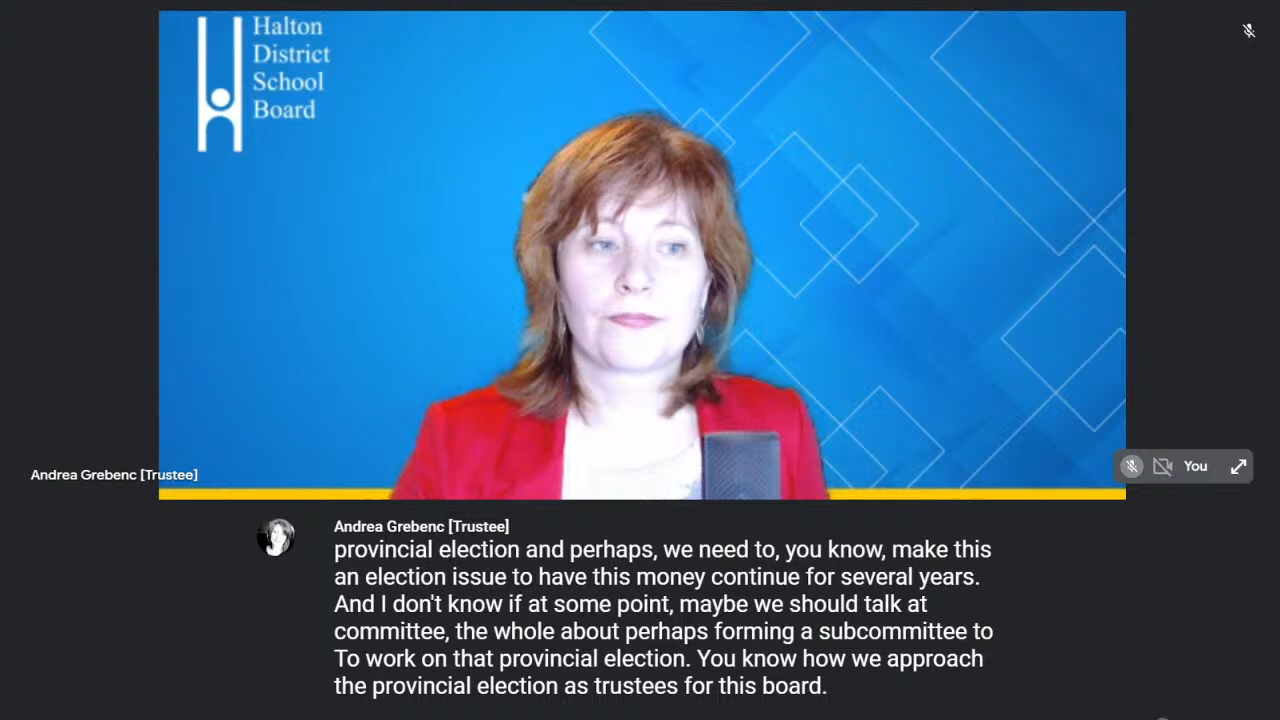 Halton
District
School
Board
Andrea Grebenc [Trustee]
You
Andrea Grebenc [Trustee]
provincial election and perhaps, we need to, you know, make this
an election issue to have this money continue for several years.
And I don't know if at some point, maybe we should talk at
committee, the whole about perhaps forming a subcommittee to
To work on that provincial election. You know how we approach
the provincial election as trustees for this board.